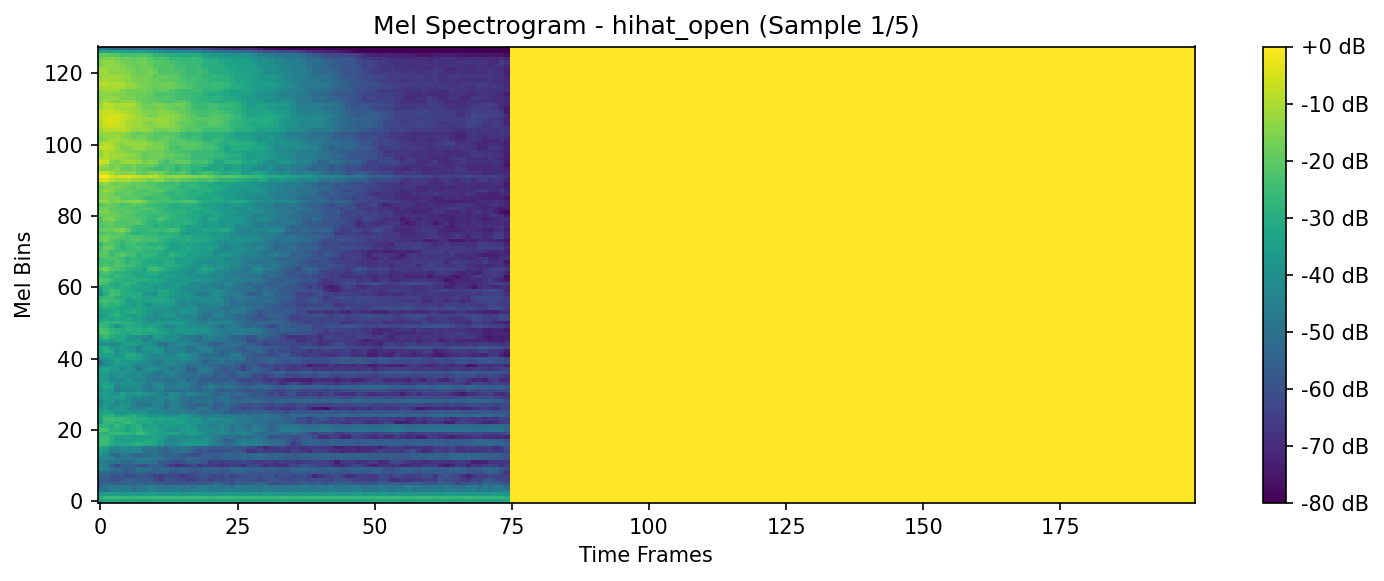 Mel Spectrogram - hihat_open (Sample 1/5)
Mel Bins
120
100
80
60
40
20
0
0 25 50 75 100 125 150 175
Time Frames
+0 dB
-10 dB
-20 dB
-30 dB
-40 dB
-50 dB
-60 dB
-70 dB
-80 dB